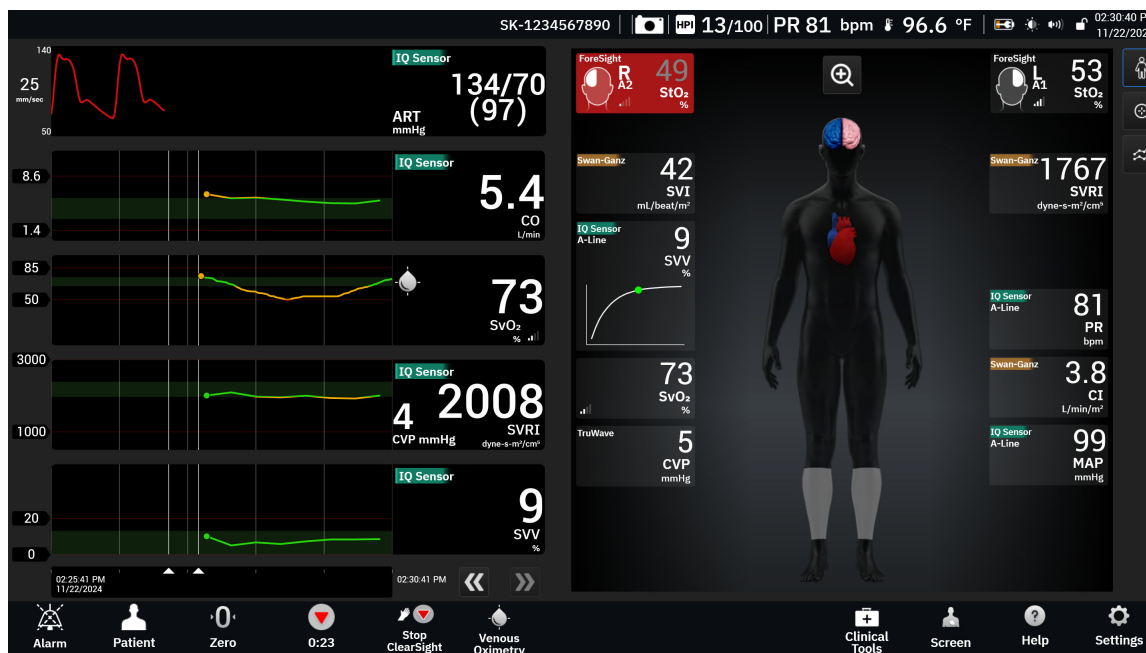 SK-1234567890
HPI 13/100
PR 81 bpm
96.6 °F
02:30:40 P
11/22/202
140
25
mm/sec
50
IQ Sensor
134/70
(97)
ART
mmHg
8.6
1.4
IQ Sensor
5.4
CO
L/min
85
50
73
SvO₂
%
3000
1000
IQ Sensor
4
CVP mmHg
2008
SVRI
dyne-s-m²/cm⁵
IQ Sensor
20
0
9
SVV
%
02:25:41 PM
11/22/2024
02:30:41 PM
ForeSight
R
A2
49
StO₂
%
ForeSight
L
A1
53
StO₂
%
Swan-Ganz
42
SVI
mL/beat/m²
Swan-Ganz
1767
SVRI
dyne-s-m²/cm⁵
IQ Sensor
A-Line
9
SVV
%
IQ Sensor
A-Line
81
PR
bpm
73
SvO₂
%
Swan-Ganz
3.8
CI
L/min/m²
TruWave
5
CVP
mmHg
IQ Sensor
A-Line
99
MAP
mmHg
Alarm
Patient
0
Zero
0:23
Stop
ClearSight
Venous
Oximetry
Clinical
Tools
Screen
?
Help
Settings